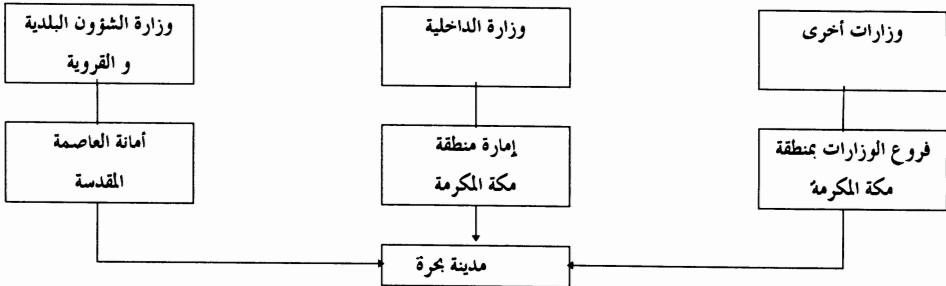 وزارات أخرى
وزارة الداخلية
وزارة الشؤون البلدية
و القروية
فروع الوزارات بمنطقة
مكة المكرمة
إمارة منطقة
مكة المكرمة
أمانة العاصمة
المقدسة
مدينة بحرة